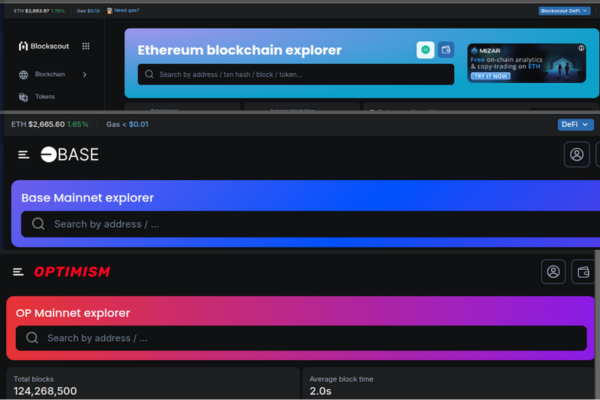 ETH $2,663.67 1.79% Gas $0.13 Need gas? Blockscout DeFi
Blockscout
Ethereum blockchain explorer
Blockchain
Search by address / txn hash / block / token...
Tokens
MIZAR
Free on-chain analytics
& copy-trading on ETH
TRY IT NOW
ETH $2,665.60 1.65% Gas < $0.01 DeFi
BASE
Base Mainnet explorer
Search by address / ...
OPTIMISM
OP Mainnet explorer
Search by address / ...
Total blocks Average block time
124,268,500 2.0s